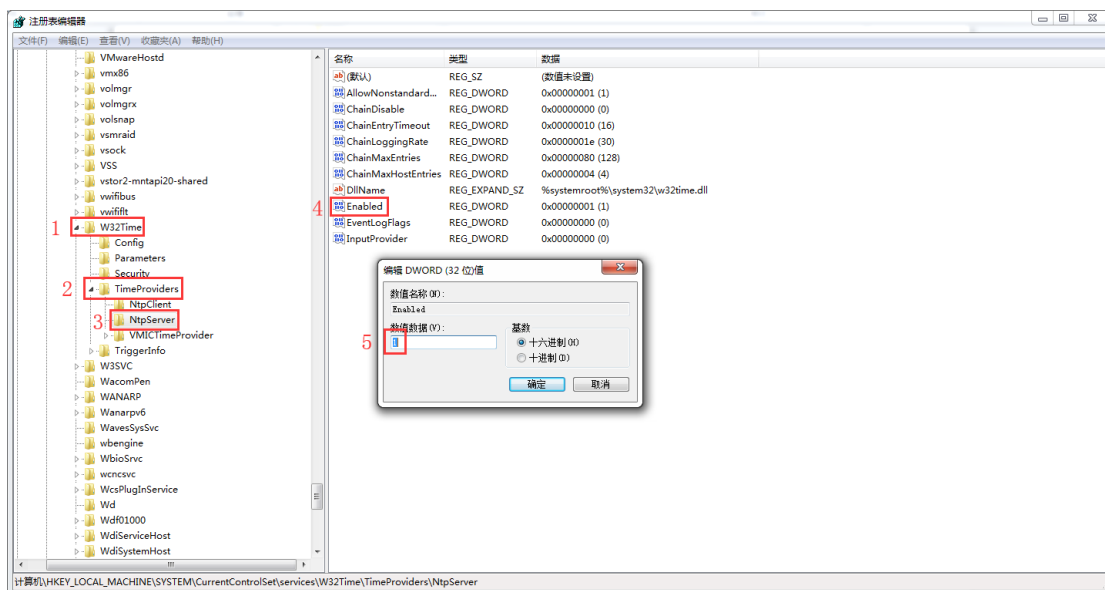 注册表编辑器
文件(F) 编辑(E) 查看(V) 收藏夹(A) 帮助(H)
VMwareHostd
vmx86
volmgr
volmgrx
volsnap
vsmraid
vsock
VSS
vstor2-mntapi20-shared
vwifibus
vwififlt
1 W32Time
Config
Parameters
Security
2 TimeProviders
NtpClient
3 NtpServer
VMICTimeProvider
TriggerInfo
W3SVC
WacomPen
WANARP
Wanarpv6
WavesSysSvc
wbengine
WbioSrvc
wcncsvc
WcsPlugInService
Wd
Wdf01000
WdiServiceHost
WdiSystemHost
名称 类型 数据
(默认) REG_SZ (数值未设置)
AllowNonstandard... REG_DWORD 0x00000001 (1)
ChainDisable REG_DWORD 0x00000000 (0)
ChainEntryTimeout REG_DWORD 0x00000010 (16)
ChainLoggingRate REG_DWORD 0x0000001e (30)
ChainMaxEntries REG_DWORD 0x00000080 (128)
ChainMaxHostEntries REG_DWORD 0x00000004 (4)
DllName REG_EXPAND_SZ %systemroot%\system32\w32time.dll
4 Enabled REG_DWORD 0x00000001 (1)
EventLogFlags REG_DWORD 0x00000000 (0)
InputProvider REG_DWORD 0x00000000 (0)
编辑 DWORD (32 位)值
数值名称(N):
Enabled
数值数据(V): 基数
5 1 十六进制(H)
十进制(D)
确定 取消
计算机\HKEY_LOCAL_MACHINE\SYSTEM\CurrentControlSet\services\W32Time\TimeProviders\NtpServer